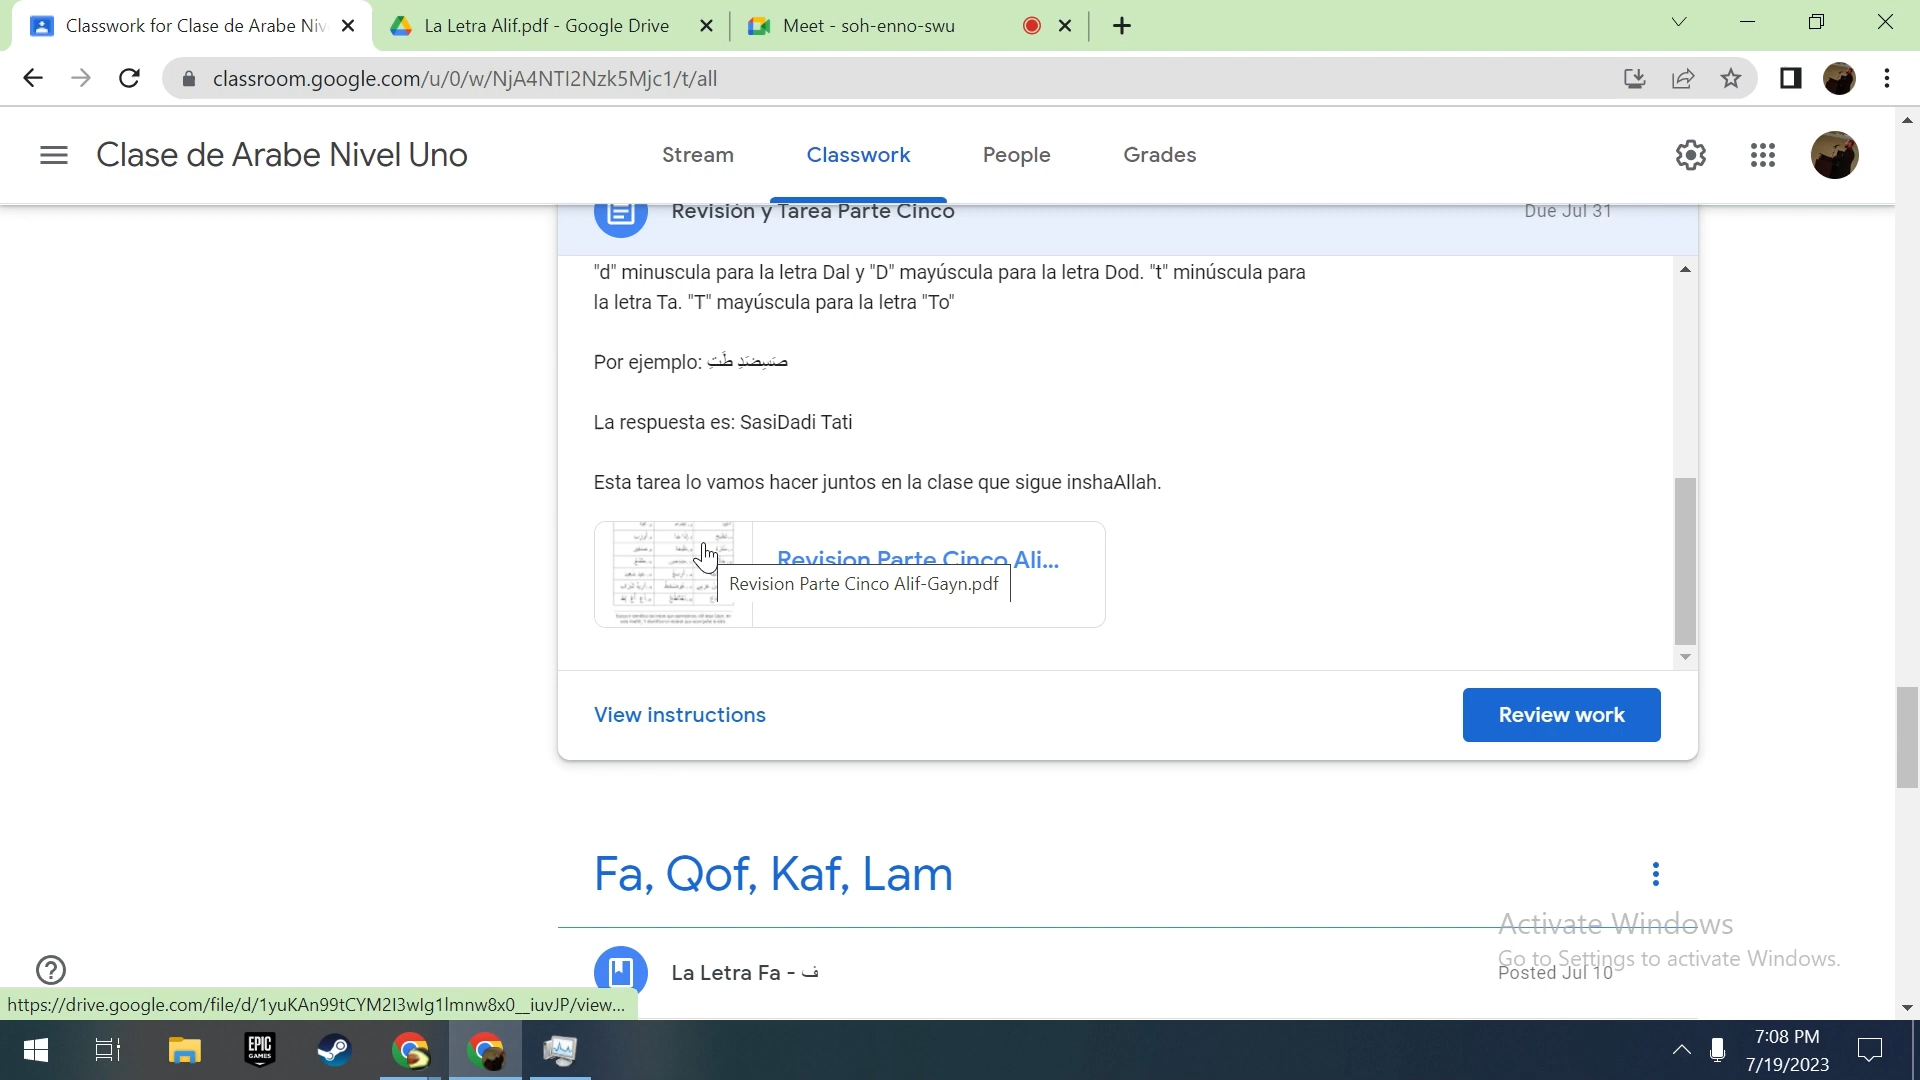 Classwork for Clase de Arabe Niv
La Letra Alif.pdf - Google Drive
Meet - soh-enno-swu
classroom.google.com/u/0/w/NjA4NTI2Nzk5Mjc1/t/all
Clase de Arabe Nivel Uno
Stream
Classwork
People
Grades
Revisión y Tarea Parte Cinco
Due Jul 31
"d" minuscula para la letra Dal y "D" mayúscula para la letra Dod. "t" minúscula para
la letra Ta. "T" mayúscula para la letra "To"
Por ejemplo: صَسِضَدِ طَتِ
La respuesta es: SasiDadi Tati
Esta tarea lo vamos hacer juntos en la clase que sigue inshaAllah.
Revision Parte Cinco Ali...
Revision Parte Cinco Alif-Gayn.pdf
View instructions
Review work
Fa, Qof, Kaf, Lam
La Letra Fa - ف
Posted Jul 10
Activate Windows
Go to Settings to activate Windows.
https://drive.google.com/file/d/1yuKAn99tCYM2I3wIg1lmnw8x0__iuvJP/view...
EPIC
GAMES
7:08 PM
7/19/2023